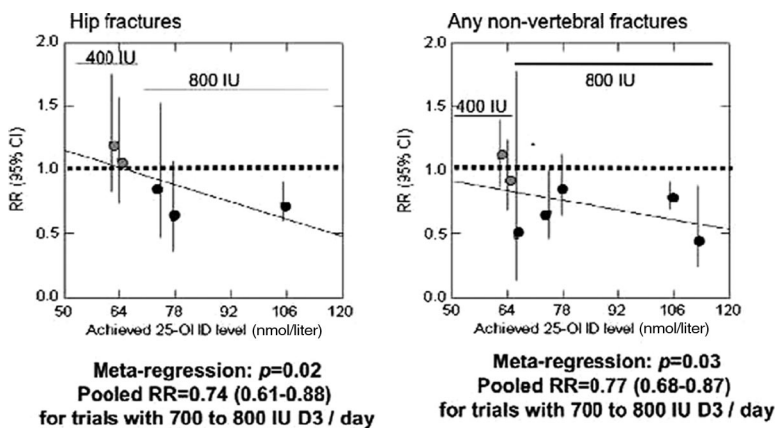 Hip fractures
2.0
1.5
1.0
0.5
0.0
RR (95% CI)
400 IU
800 IU
50 64 78 92 106 120
Achieved 25-OI ID level (nmol/liter)
Meta-regression: p=0.02
Pooled RR=0.74 (0.61-0.88)
for trials with 700 to 800 IU D3 / day
Any non-vertebral fractures
2.0
1.5
1.0
0.5
0.0
RR (95% CI)
800 IU
400 IU
50 64 78 92 106 120
Achieved 25-OI ID level (nmol/liter)
Meta-regression: p=0.03
Pooled RR=0.77 (0.68-0.87)
for trials with 700 to 800 IU D3 / day